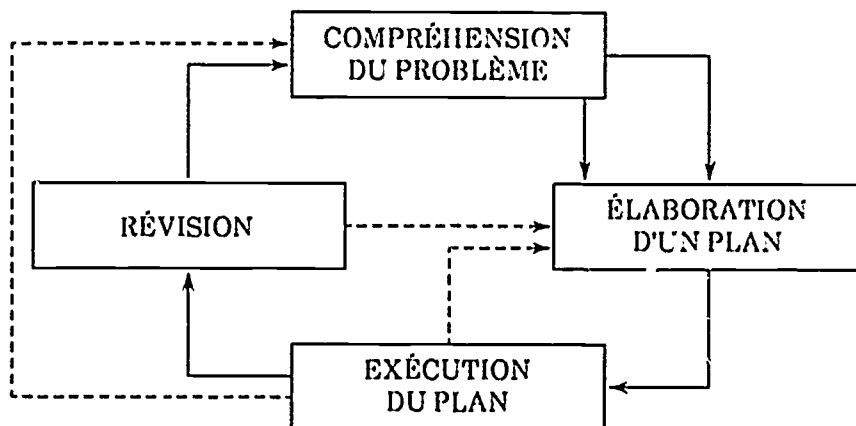 COMPRÉHENSION
DU PROBLÈME
RÉVISION
ÉLABORATION
D'UN PLAN
EXÉCUTION
DU PLAN